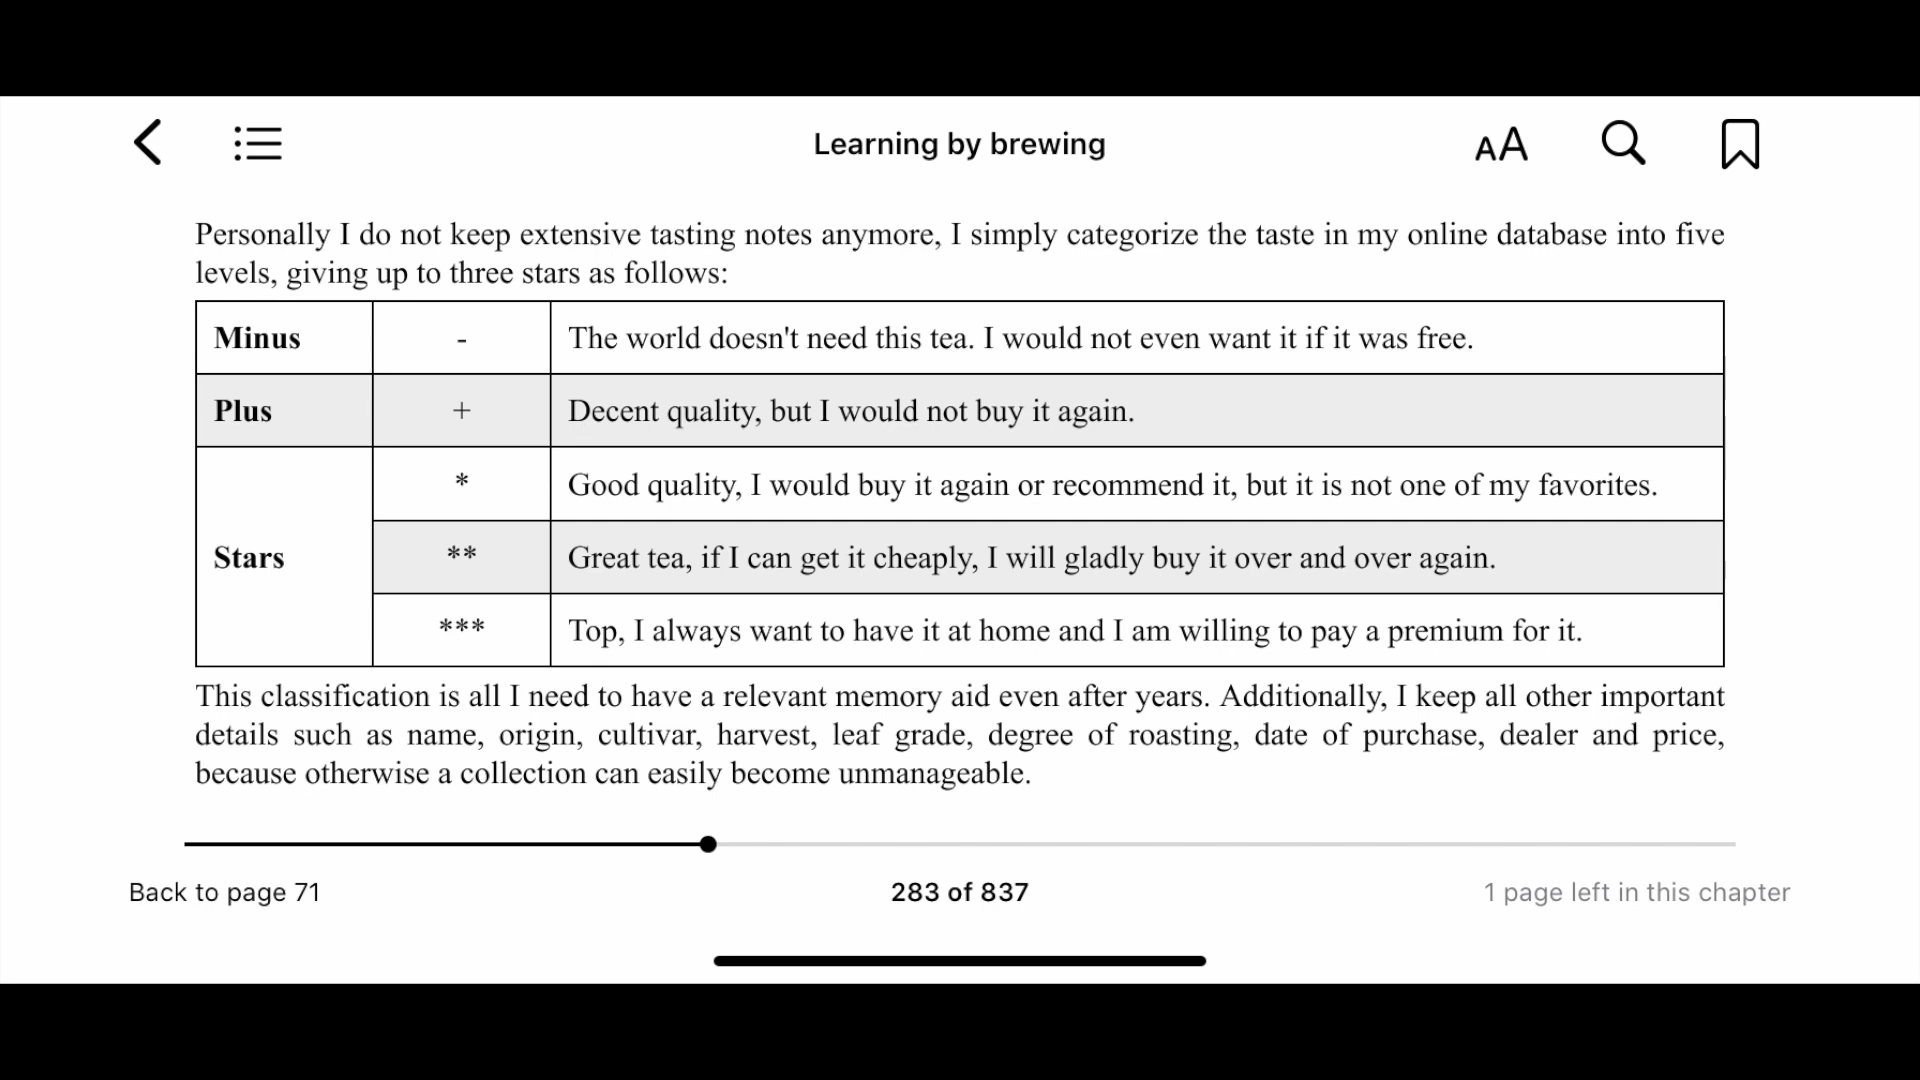 Learning by brewing
AA
Personally I do not keep extensive tasting notes anymore, I simply categorize the taste in my online database into five
levels, giving up to three stars as follows:
Minus - The world doesn't need this tea. I would not even want it if it was free.
Plus + Decent quality, but I would not buy it again.
* Good quality, I would buy it again or recommend it, but it is not one of my favorites.
Stars ** Great tea, if I can get it cheaply, I will gladly buy it over and over again.
*** Top, I always want to have it at home and I am willing to pay a premium for it.
This classification is all I need to have a relevant memory aid even after years. Additionally, I keep all other important
details such as name, origin, cultivar, harvest, leaf grade, degree of roasting, date of purchase, dealer and price,
because otherwise a collection can easily become unmanageable.
Back to page 71
283 of 837
1 page left in this chapter